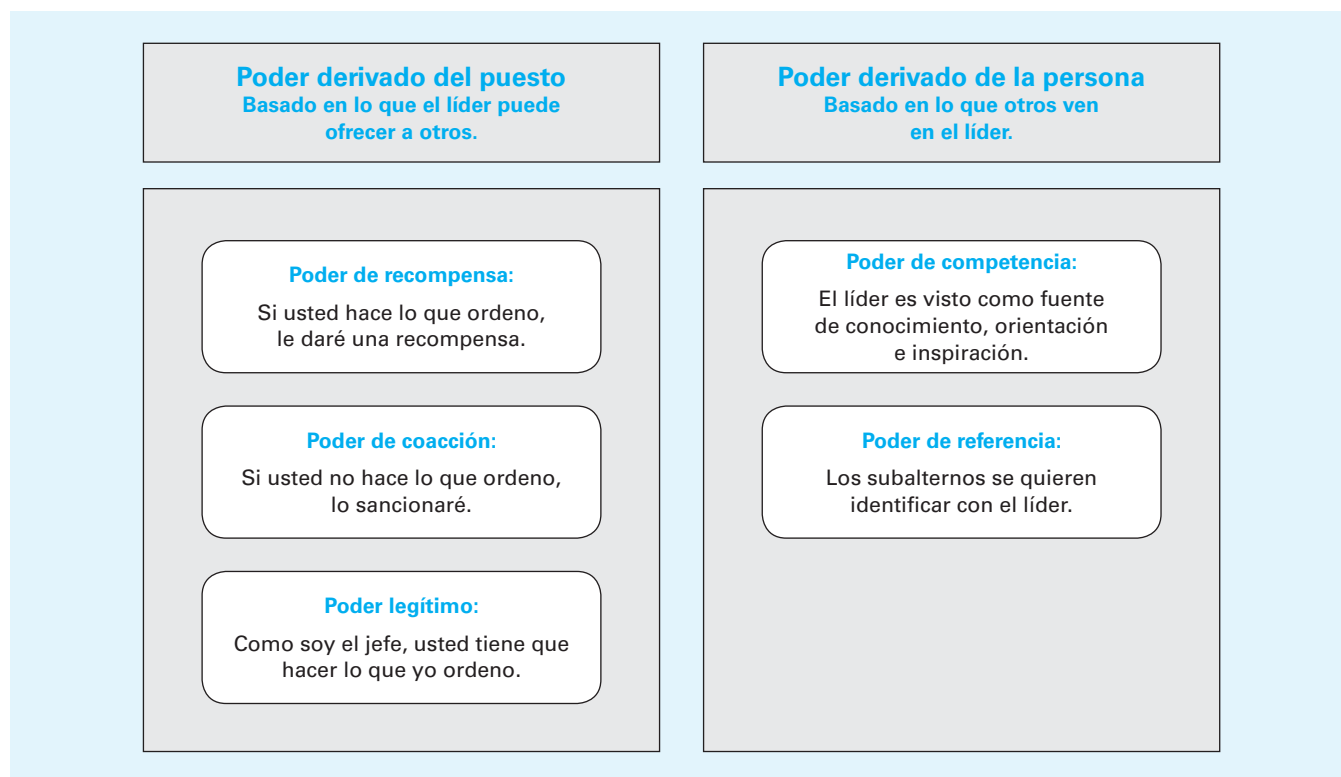 Poder derivado del puesto
Basado en lo que el líder puede
ofrecer a otros.
Poder de recompensa:
Si usted hace lo que ordeno,
le daré una recompensa.
Poder de coacción:
Si usted no hace lo que ordeno,
lo sancionaré.
Poder legítimo:
Como soy el jefe, usted tiene que
hacer lo que yo ordeno.
Poder derivado de la persona
Basado en lo que otros ven
en el líder.
Poder de competencia:
El líder es visto como fuente
de conocimiento, orientación
e inspiración.
Poder de referencia:
Los subalternos se quieren
identificar con el líder.